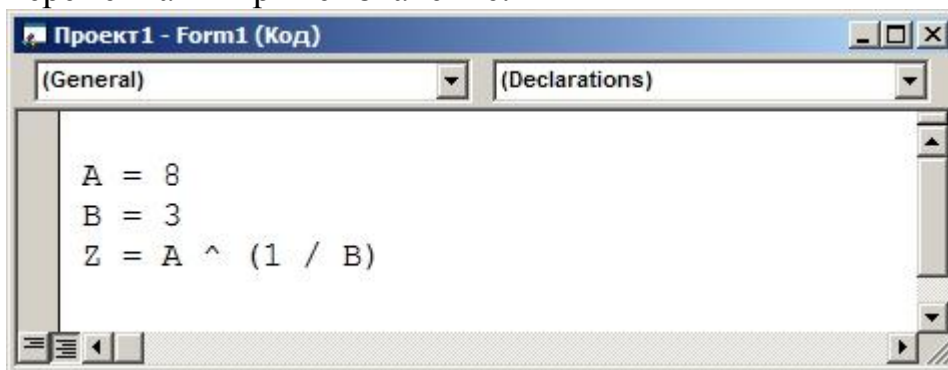 Проект1 - Form1 (Код)
(General) (Declarations)
A = 8
B = 3
Z = A ^ (1 / B)